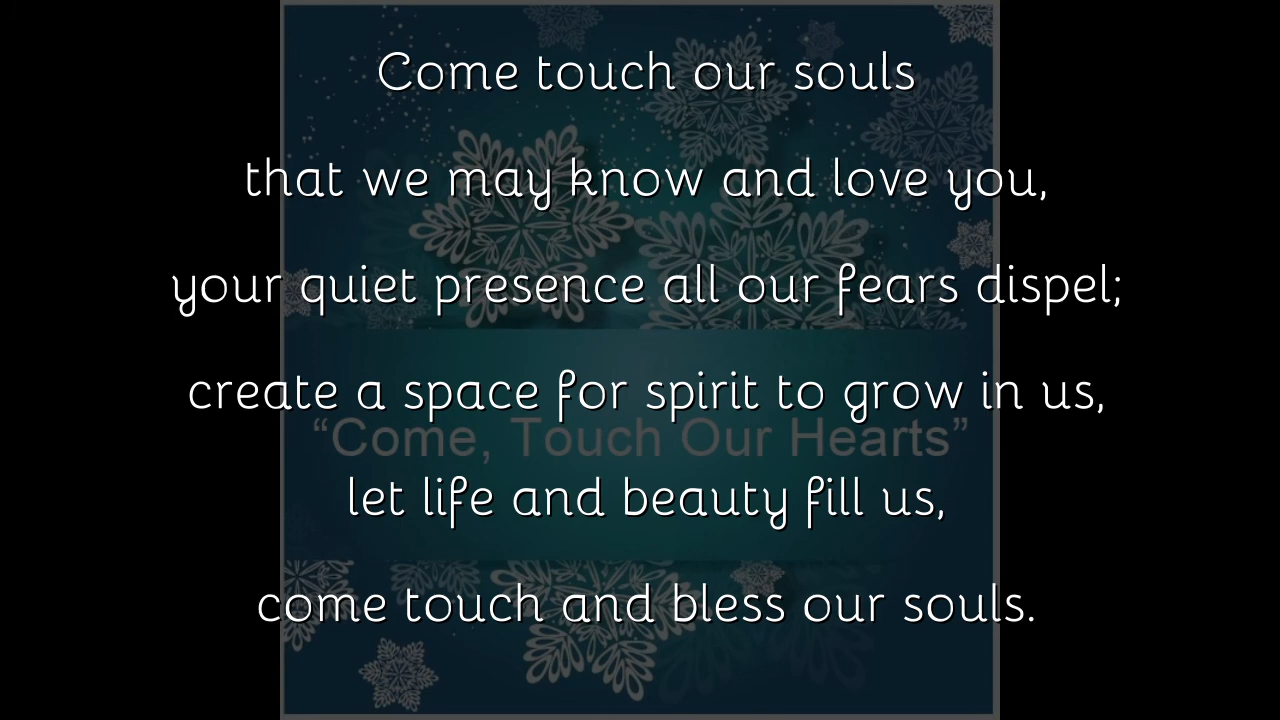 Come touch our souls
that we may know and love you,
your quiet presence all our fears dispel;
create a space for spirit to grow in us,
“Come, Touch Our Hearts”
let life and beauty fill us,
come touch and bless our souls.